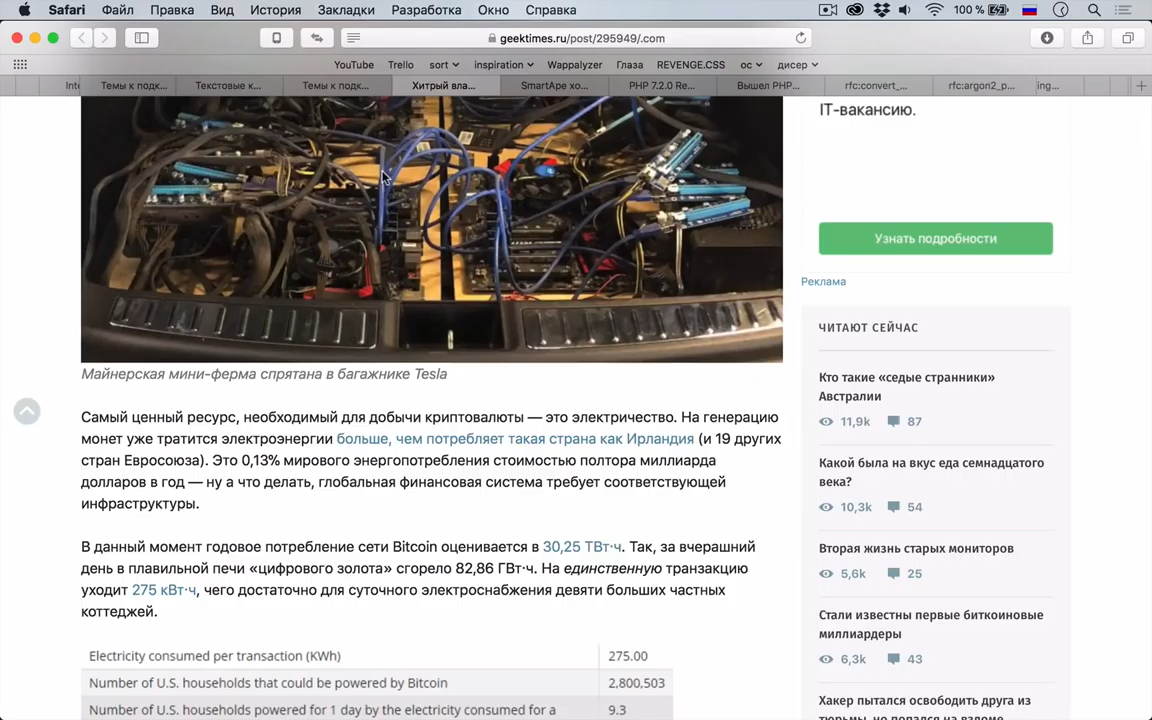 Safari Файл Правка Вид История Закладки Разработка Окно Справка 100 %
geektimes.ru/post/295949/.com
YouTube Trello sort inspiration Wappalyzer Глаза REVENGE.CSS ос дисер
Inte Темы к подк... Текстовые к... Темы к подк... Хитрый вла... SmartApe хо... PHP 7.2.0 Re... Вышел PHP... rfc:convert_... rfc:argon2_p... ing...
IT-вакансию.
Узнать подробности
Реклама
Майнерская мини-ферма спрятана в багажнике Tesla
Самый ценный ресурс, необходимый для добычи криптовалюты — это электричество. На генерацию
монет уже тратится электроэнергии больше, чем потребляет такая страна как Ирландия (и 19 других
стран Евросоюза). Это 0,13% мирового энергопотребления стоимостью полтора миллиарда
долларов в год — ну а что делать, глобальная финансовая система требует соответствующей
инфраструктуры.
В данный момент годовое потребление сети Bitcoin оценивается в 30,25 ТВт·ч. Так, за вчерашний
день в плавильной печи «цифрового золота» сгорело 82,86 ГВт·ч. На единственную транзакцию
уходит 275 кВт·ч, чего достаточно для суточного электроснабжения девяти больших частных
коттеджей.
Electricity consumed per transaction (KWh) 275.00
Number of U.S. households that could be powered by Bitcoin 2,800,503
Number of U.S. households powered for 1 day by the electricity consumed for a 9.3
ЧИТАЮТ СЕЙЧАС
Кто такие «седые странники»
Австралии
11,9k 87
Какой была на вкус еда семнадцатого
века?
10,3k 54
Вторая жизнь старых мониторов
5,6k 25
Стали известны первые биткоиновые
миллиардеры
6,3k 43
Хакер пытался освободить друга из
тюрьмы, но попался на взломе